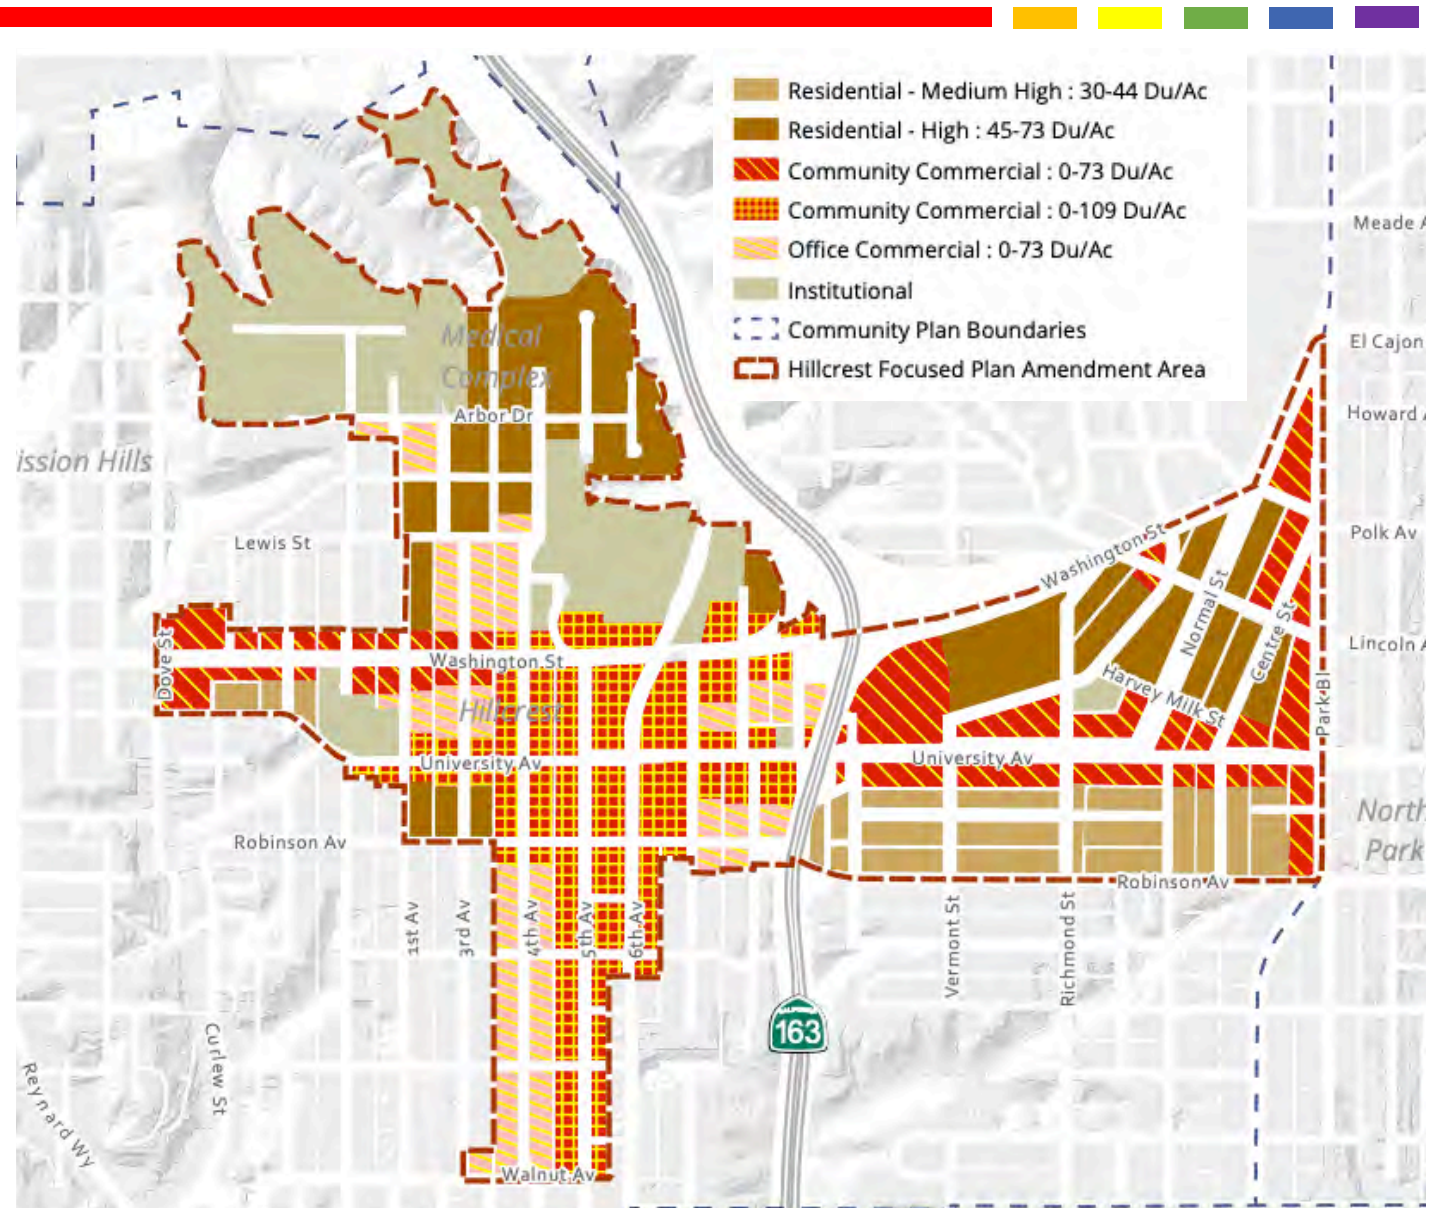 Residential - Medium High : 30-44 Du/Ac
Residential - High : 45-73 Du/Ac
Community Commercial : 0-73 Du/Ac
Community Commercial : 0-109 Du/Ac
Office Commercial : 0-73 Du/Ac
Institutional
Community Plan Boundaries
Hillcrest Focused Plan Amendment Area
Meade A
El Cajon
Howard A
Medical
Complex
Arbor Dr
ission Hills
Lewis St
Washington St
Polk Av
Normal St
Centre St
Lincoln A
Dove St
Washington St
Harvey Milk St
Park Bl
Hillcrest
University Av
University Av
North
Park
Robinson Av
Robinson Av
1st Av
3rd Av
4th Av
5th Av
6th Av
Vermont St
Richmond St
CALIFORNIA
163
Curlew St
Reynard Wy
Walnut Av